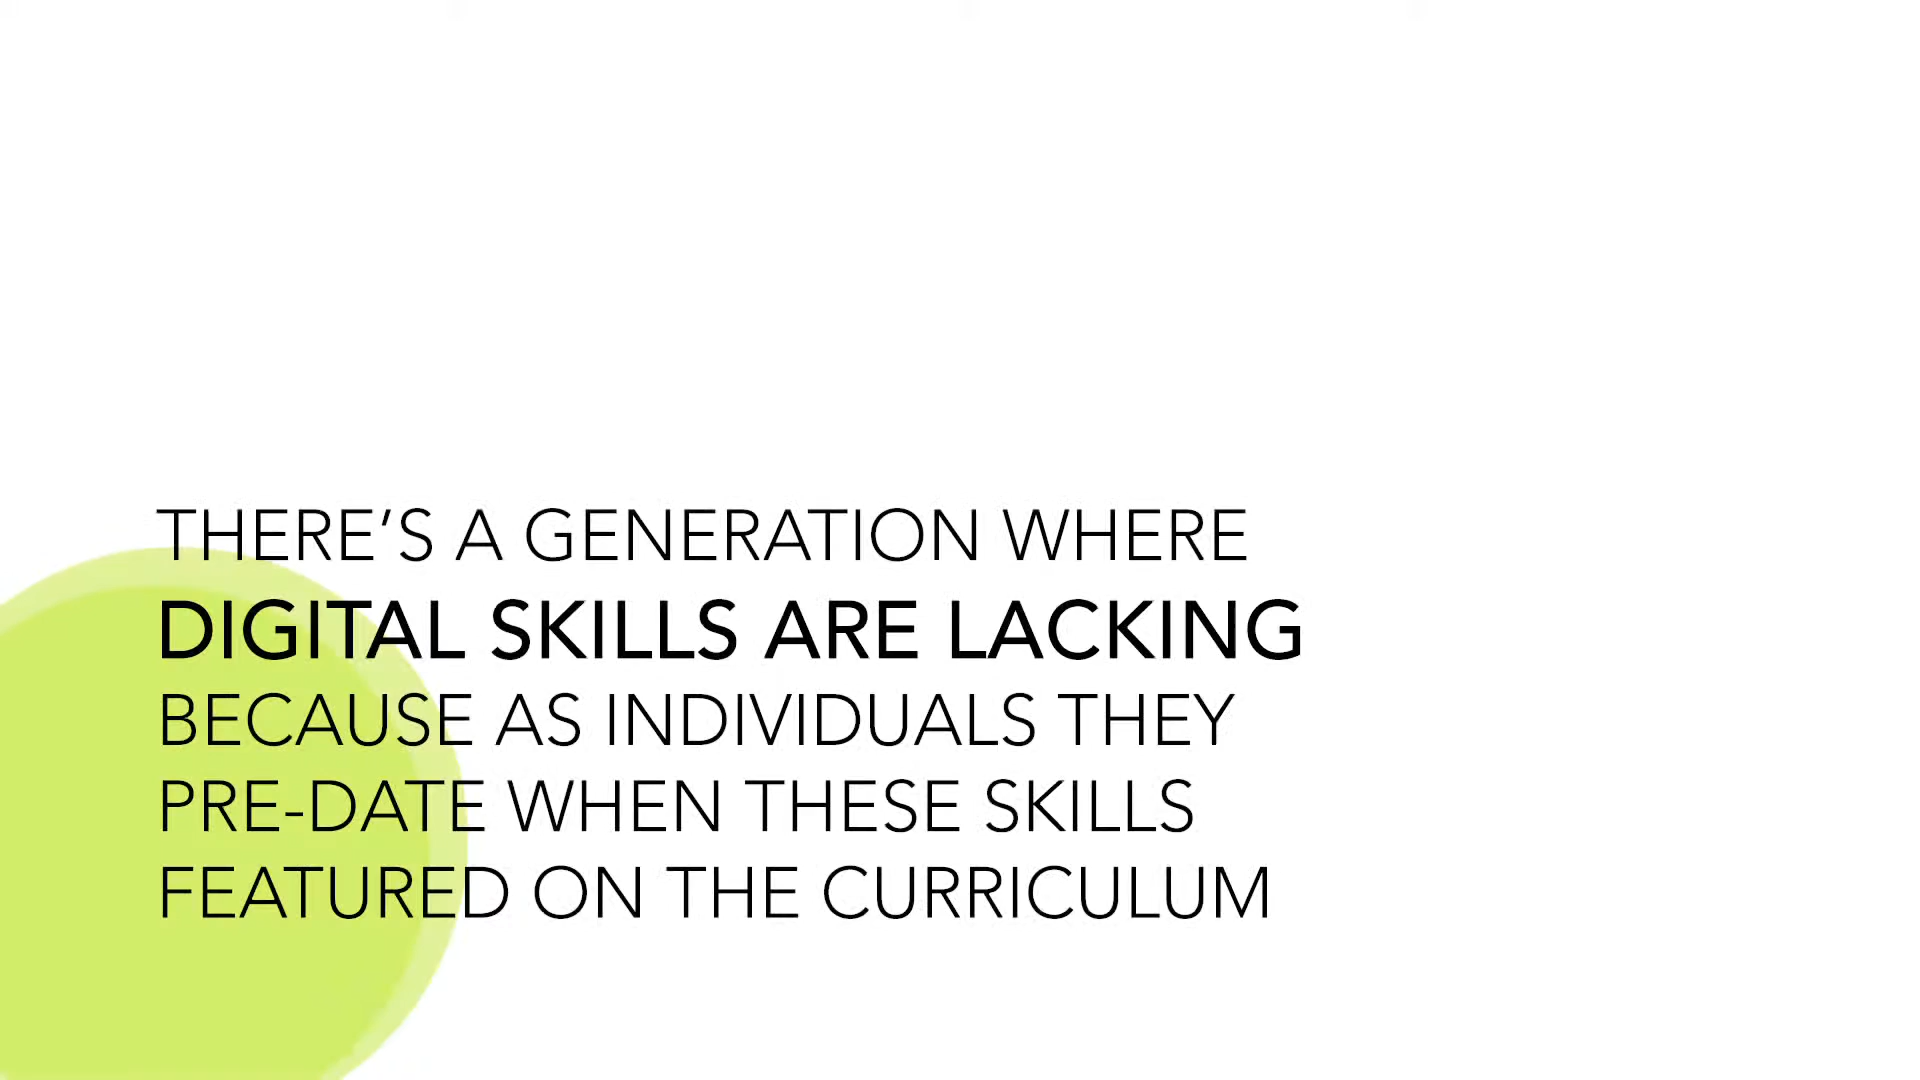 THERE’S A GENERATION WHERE
DIGITAL SKILLS ARE LACKING
BECAUSE AS INDIVIDUALS THEY
PRE-DATE WHEN THESE SKILLS
FEATURED ON THE CURRICULUM